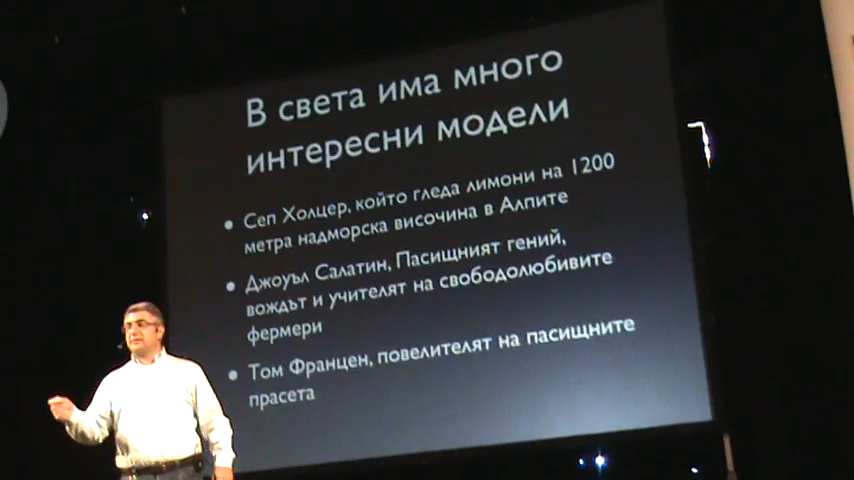 В света има много
интересни модели
• Сеп Холцер, който гледа лимони на 1200
метра надморска височина в Алпите
• Джоуъл Салатин, Пасищният гений,
вождът и учителят на свободолюбивите
фермери
• Том Францен, повелителят на пасищните
прасета